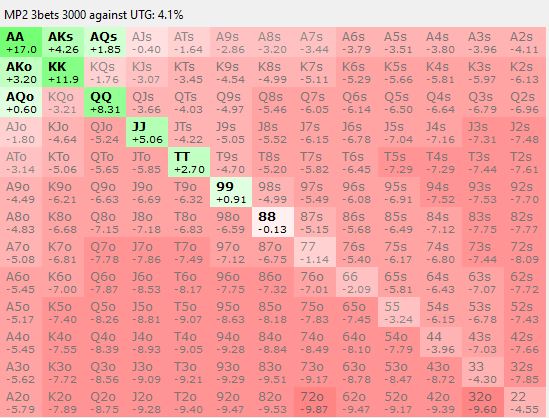 MP2 3bets 3000 against UTG: 4.1%
AA AKs AQs AJs ATs A9s A8s A7s A6s A5s A4s A3s A2s
+17.0 +4.26 +1.85 -0.40 -1.64 -2.86 -3.20 -3.44 -3.79 -3.51 -3.80 -3.96 -4.11
AKo KK KQs KJs KTs K9s K8s K7s K6s K5s K4s K3s K2s
+3.20 +11.9 -1.76 -3.07 -3.45 -4.54 -4.99 -5.11 -5.29 -5.66 -5.81 -5.97 -6.13
AQo KQo QQ QJs QTs Q9s Q8s Q7s Q6s Q5s Q4s Q3s Q2s
+0.60 -3.21 +8.31 -3.66 -4.03 -4.97 -5.46 -6.05 -6.14 -6.50 -6.64 -6.79 -6.96
AJo KJo QJo JJ JTs J9s J8s J7s J6s J5s J4s J3s J2s
-1.80 -4.64 -5.24 +5.06 -4.22 -5.05 -5.52 -6.15 -6.78 -7.04 -7.16 -7.31 -7.48
ATo KTo QTo JTo TT T9s T8s T7s T6s T5s T4s T3s T2s
-3.14 -5.06 -5.65 -5.85 +2.70 -4.70 -5.20 -5.82 -6.45 -7.29 -7.29 -7.44 -7.61
A9o K9o Q9o J9o T9o 99 98s 97s 96s 95s 94s 93s 92s
-4.49 -6.21 -6.63 -6.69 -6.32 +0.91 -4.99 -5.49 -6.08 -6.91 -7.52 -7.53 -7.70
A8o K8o Q8o J8o T8o 98o 88 87s 86s 85s 84s 83s 82s
-4.83 -6.68 -7.15 -7.18 -6.83 -6.59 -0.13 -5.15 -5.68 -6.49 -7.12 -7.75 -7.77
A7o K7o Q7o J7o T7o 97o 87o 77 76s 75s 74s 73s 72s
-5.08 -6.81 -7.78 -7.86 -7.49 -7.12 -6.75 -1.14 -5.40 -6.17 -6.80 -7.44 -8.09
A6o K6o Q6o J6o T6o 96o 86o 76o 66 65s 64s 63s 62s
-5.45 -7.00 -7.87 -8.53 -8.16 -7.75 -7.32 -7.01 -2.09 -5.81 -6.43 -7.07 -7.72
A5o K5o Q5o J5o T5o 95o 85o 75o 65o 55 54s 53s 52s
-5.17 -7.40 -8.26 -8.81 -9.07 -8.63 -8.18 -7.83 -7.45 -3.24 -6.15 -6.78 -7.43
A4o K4o Q4o J4o T4o 94o 84o 74o 64o 54o 44 43s 42s
-5.45 -7.55 -8.39 -8.93 -9.05 -9.28 -8.84 -8.49 -8.10 -7.79 -3.96 -7.03 -7.66
A3o K3o Q3o J3o T3o 93o 83o 73o 63o 53o 43o 33 32s
-5.62 -7.72 -8.56 -9.09 -9.21 -9.29 -9.51 -9.17 -8.78 -8.47 -8.72 -4.30 -7.85
A2o K2o Q2o J2o T2o 92o 82o 72o 62o 52o 42o 32o 22
-5.79 -7.89 -8.75 -9.28 -9.40 -9.47 -9.53 -9.87 -9.47 -9.17 -9.39 -9.60 -4.55